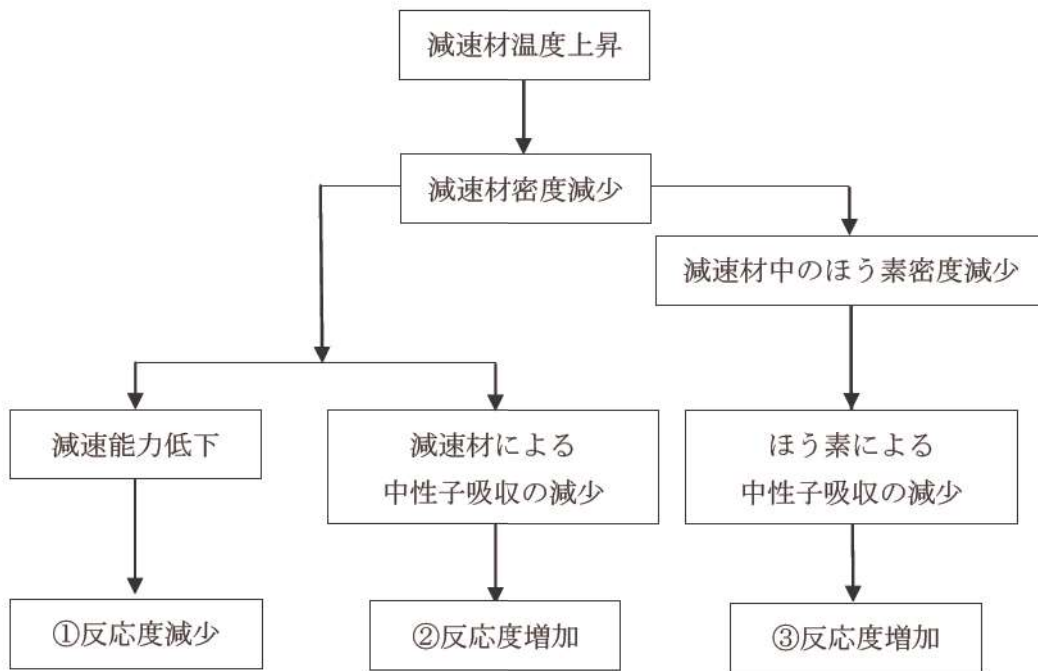 減速材温度上昇
減速材密度減少
減速材中のほう素密度減少
減速能力低下
減速材による
中性子吸収の減少
ほう素による
中性子吸収の減少
①反応度減少
②反応度増加
③反応度増加